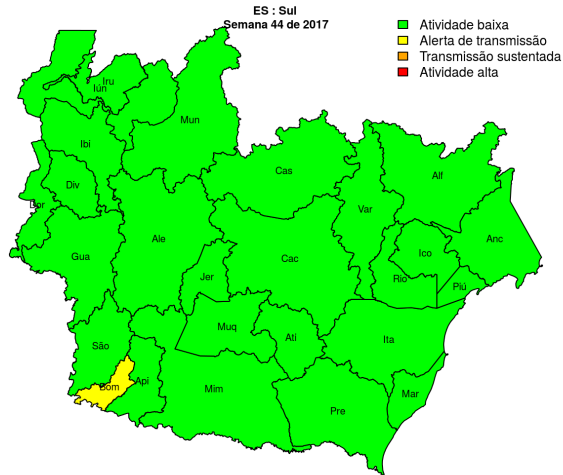 ES : Sul
Semana 44 de 2017
Atividade baixa
Alerta de transmissão
Transmissão sustentada
Atividade alta
Iru
Iún
Mun
Ibi
Cas
Alf
Div
Dor
Var
Ale
Anc
Ico
Gua
Cac
Jer
Rio
Piú
Muq
Ati
Ita
São
Api
Bom
Mim
Mar
Pre